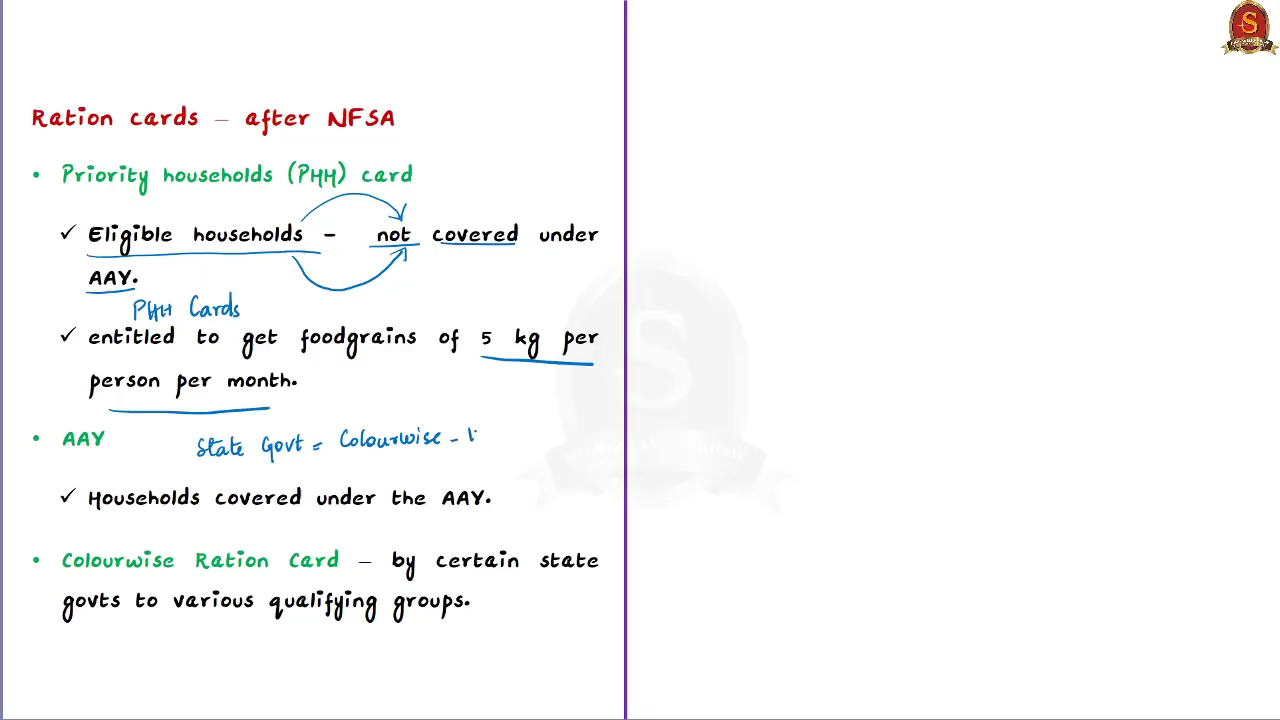 Ration cards – after NFSA
• Priority households (PHH) card
✓ Eligible households - not covered under
AAY.
PHH Cards
✓ entitled to get foodgrains of 5 kg per
person per month.
• AAY
State Govt = Colourwise -
✓ Households covered under the AAY.
• Colourwise Ration Card – by certain state
govts to various qualifying groups.
S